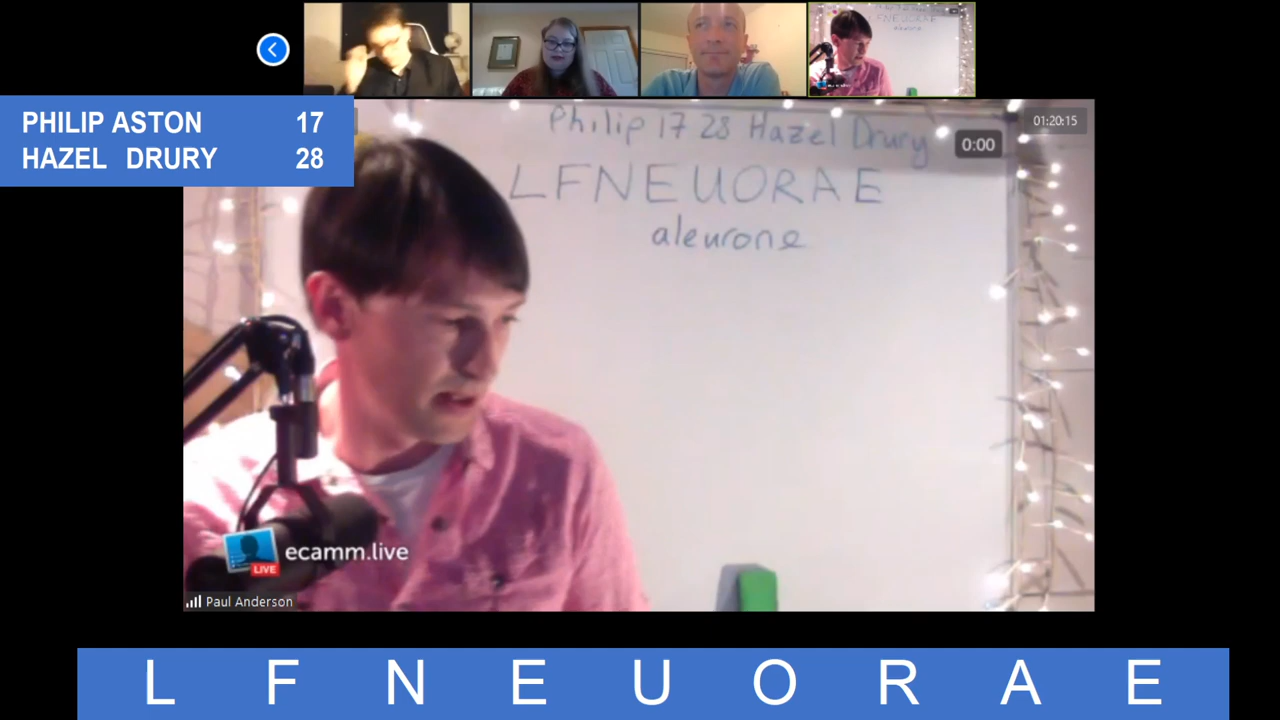 PHILIP ASTON 17
HAZEL DRURY 28
01:20:15
0:00
Philip 17 28 Hazel Drury
LFNEUORAE
aleurone
ecamm.live
LIVE
Paul Anderson
L F N E U O R A E